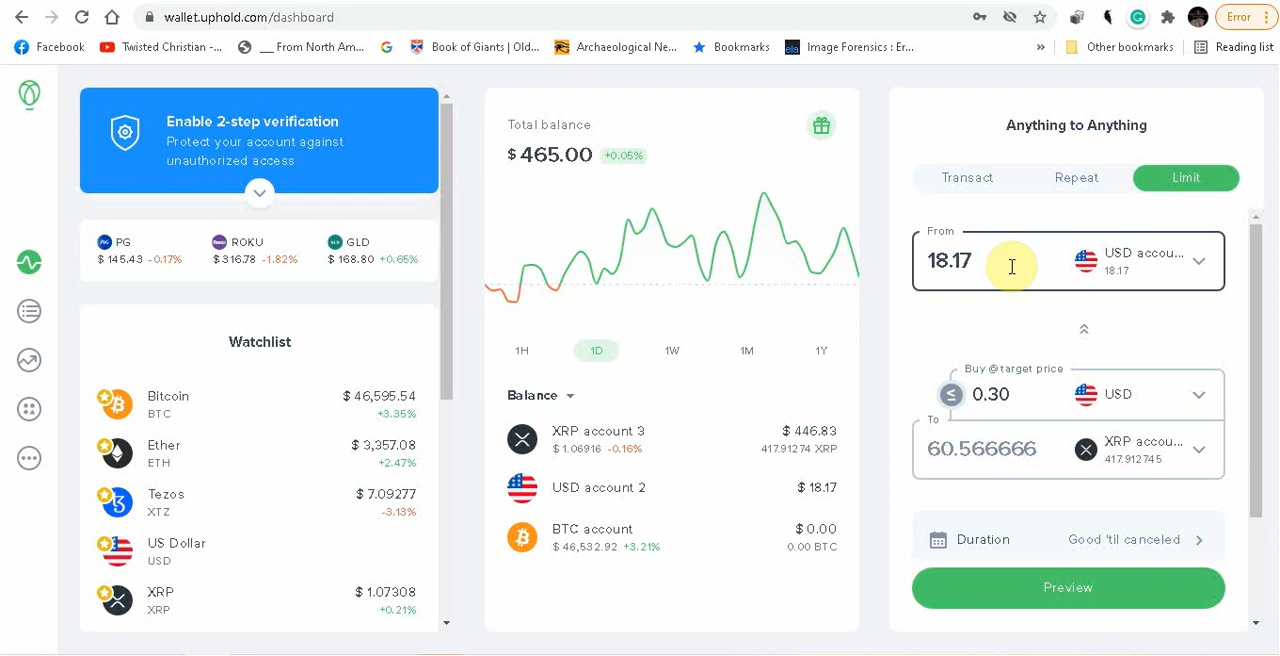 wallet.uphold.com/dashboard
Error
Facebook
Twisted Christian -...
__ From North Am...
Book of Giants | Old...
Archaeological Ne...
Bookmarks
Image Forensics : Er...
»
Other bookmarks
Reading list
Enable 2-step verification
Protect your account against
unauthorized access
PG
ROKU
GLD
$ 145.43 -0.17%
$ 316.78 -1.82%
$ 168.80 +0.65%
Watchlist
Bitcoin $ 46,595.54
BTC +3.35%
Ether $ 3,357.08
ETH +2.47%
Tezos $ 7.09277
XTZ -3.13%
US Dollar
USD
XRP $ 1.07308
XRP +0.21%
Total balance
$ 465.00 +0.05%
1H 1D 1W 1M 1Y
Balance
XRP account 3 $ 446.83
$ 1.06916 -0.16% 417.91274 XRP
USD account 2 $ 18.17
BTC account $ 0.00
$ 46,532.92 +3.21% 0.00 BTC
Anything to Anything
Transact Repeat Limit
From
18.17 USD accou...
18.17
Buy @ target price
≤ 0.30 USD
To
60.566666 XRP accou...
417.912745
Duration Good 'til canceled
Preview